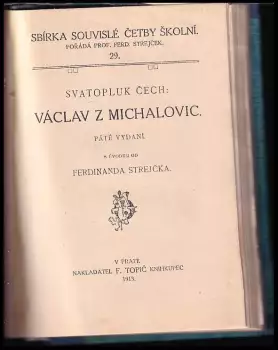 SBÍRKA SOUVISLÉ ČETBY ŠKOLNÍ.
POŘÁDÁ PROF. FERD. STREJČEK.
29.
SVATOPLUK ČECH:
VÁCLAV Z MICHALOVIC.
PÁTÉ VYDÁNÍ.
S ÚVODEM OD
FERDINANDA STREJČKA.
V PRAZE
NAKLADATEL F. TOPIČ KNIHKUPEC
1913.